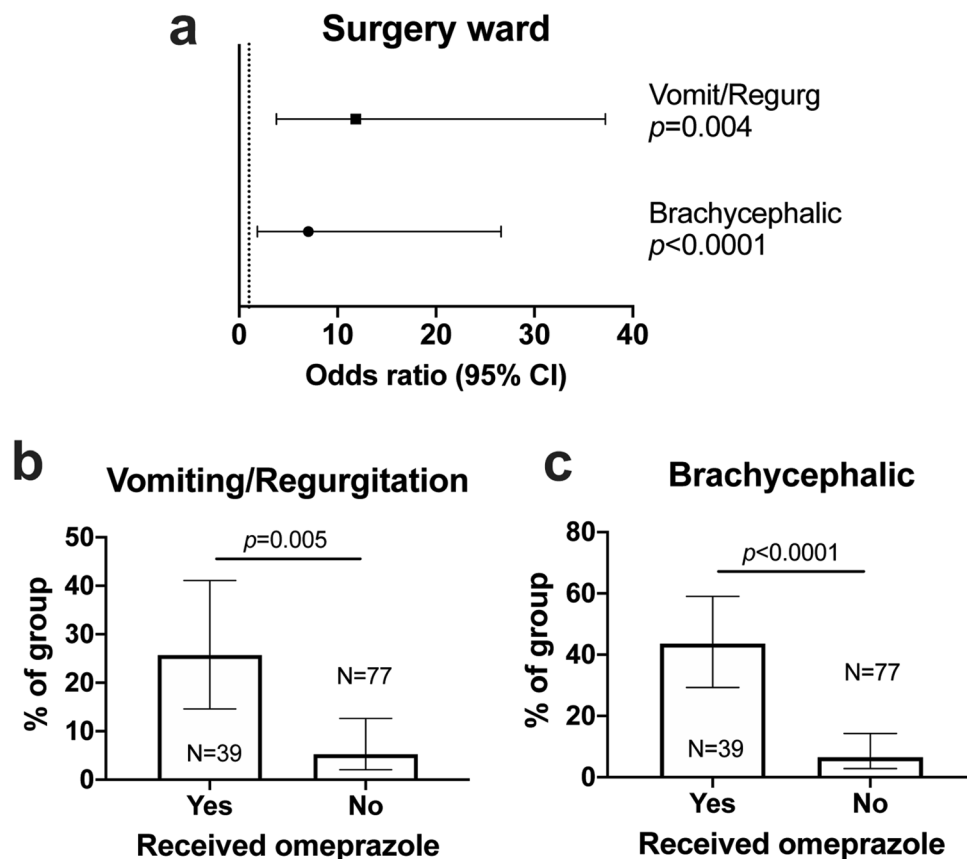 a
Surgery ward
Vomit/Regurg
p=0.004
Brachycephalic
p<0.0001
0 10 20 30 40
Odds ratio (95% CI)
b
Vomiting/Regurgitation
% of group
50
40
30
20
10
0
p=0.005
N=77
N=39
Yes No
Received omeprazole
c
Brachycephalic
% of group
80
60
40
20
0
p<0.0001
N=77
N=39
Yes No
Received omeprazole